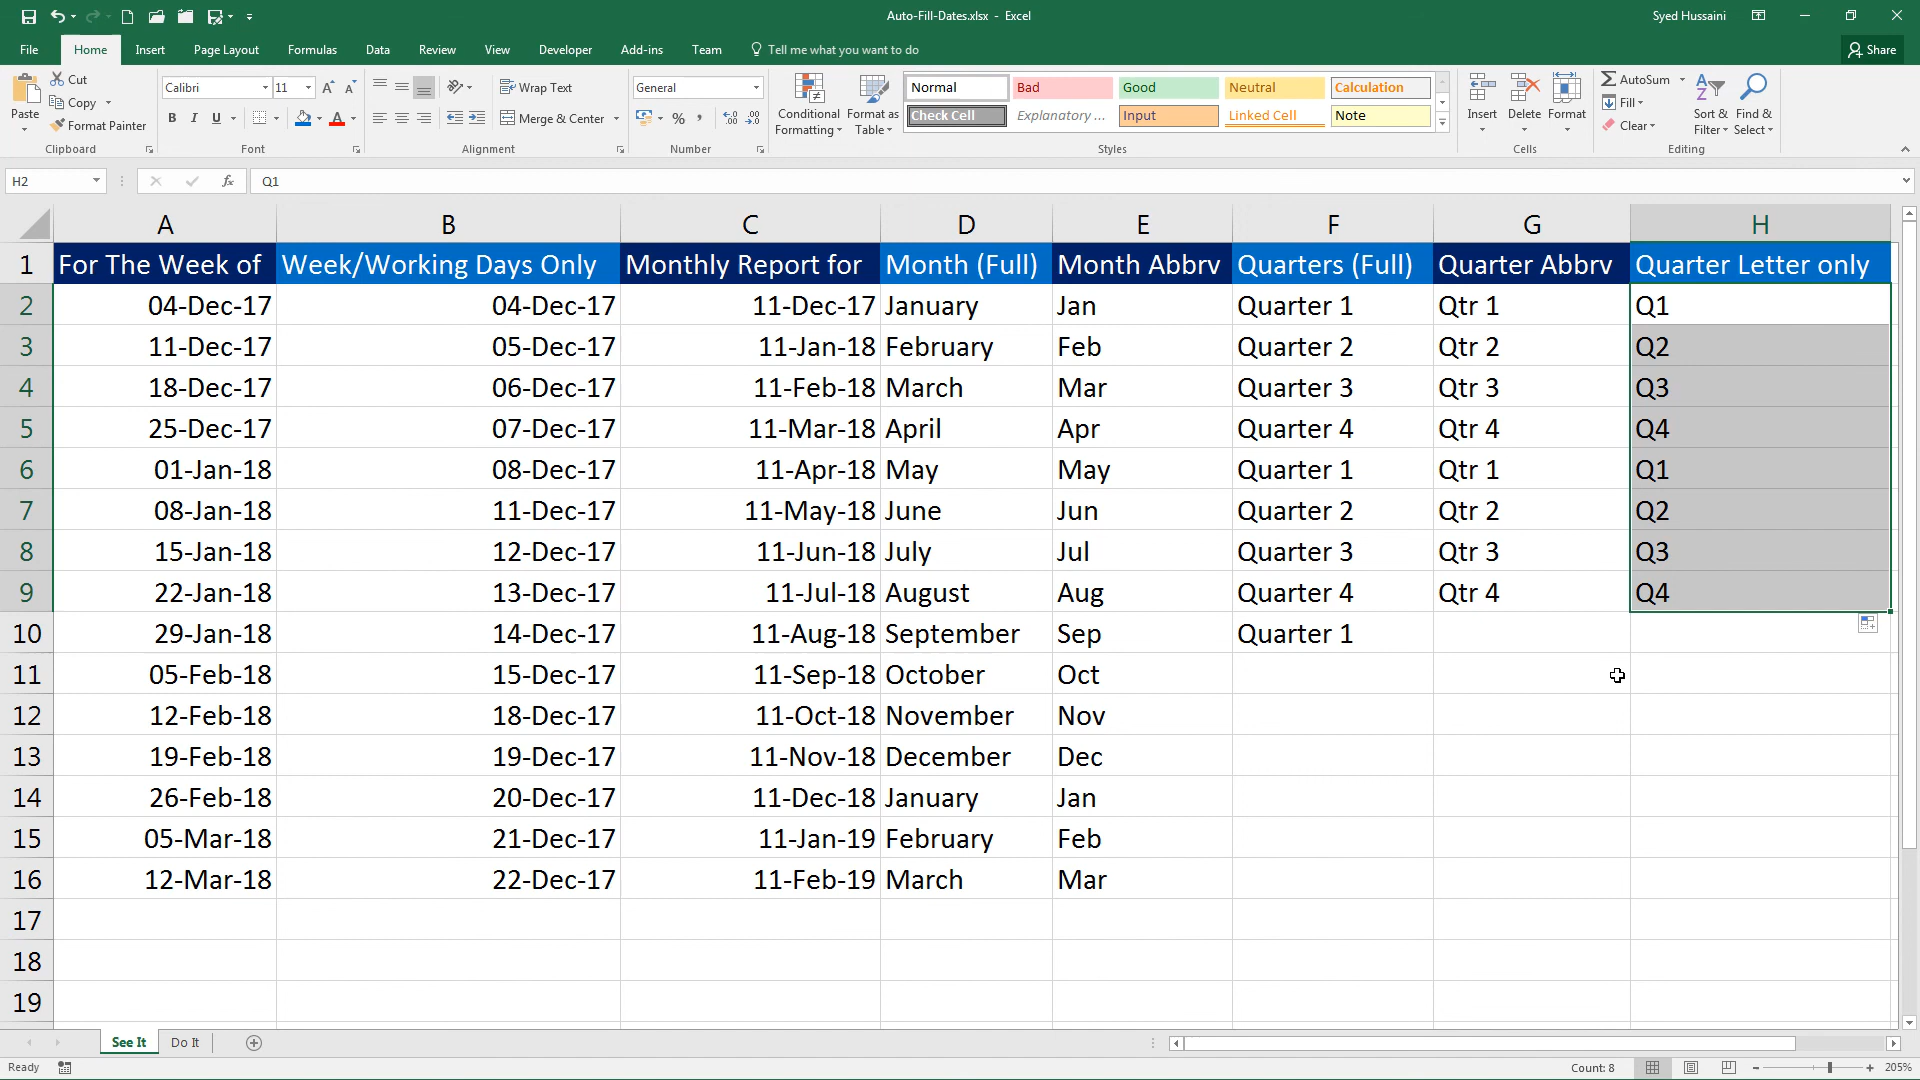 Auto-Fill-Dates.xlsx - Excel
Syed Hussaini
File Home Insert Page Layout Formulas Data Review View Developer Add-ins Team Tell me what you want to do Share
Paste
Cut
Copy
Format Painter
Clipboard
Calibri 11
B I U
Font
Wrap Text
Merge & Center
Alignment
General
%
Number
Conditional Formatting
Format as Table
Normal Bad Good Neutral Calculation
Check Cell Explanatory ... Input Linked Cell Note
Styles
Insert Delete Format
Cells
AutoSum
Fill
Clear
Sort & Filter
Find & Select
Editing
H2 fx Q1
A B C D E F G H
1 For The Week of Week/Working Days Only Monthly Report for Month (Full) Month Abbrv Quarters (Full) Quarter Abbrv Quarter Letter only
2 04-Dec-17 04-Dec-17 11-Dec-17 January Jan Quarter 1 Qtr 1 Q1
3 11-Dec-17 05-Dec-17 11-Jan-18 February Feb Quarter 2 Qtr 2 Q2
4 18-Dec-17 06-Dec-17 11-Feb-18 March Mar Quarter 3 Qtr 3 Q3
5 25-Dec-17 07-Dec-17 11-Mar-18 April Apr Quarter 4 Qtr 4 Q4
6 01-Jan-18 08-Dec-17 11-Apr-18 May May Quarter 1 Qtr 1 Q1
7 08-Jan-18 11-Dec-17 11-May-18 June Jun Quarter 2 Qtr 2 Q2
8 15-Jan-18 12-Dec-17 11-Jun-18 July Jul Quarter 3 Qtr 3 Q3
9 22-Jan-18 13-Dec-17 11-Jul-18 August Aug Quarter 4 Qtr 4 Q4
10 29-Jan-18 14-Dec-17 11-Aug-18 September Sep Quarter 1
11 05-Feb-18 15-Dec-17 11-Sep-18 October Oct
12 12-Feb-18 18-Dec-17 11-Oct-18 November Nov
13 19-Feb-18 19-Dec-17 11-Nov-18 December Dec
14 26-Feb-18 20-Dec-17 11-Dec-18 January Jan
15 05-Mar-18 21-Dec-17 11-Jan-19 February Feb
16 12-Mar-18 22-Dec-17 11-Feb-19 March Mar
17
18
19
See It Do It
Ready Count: 8 205%